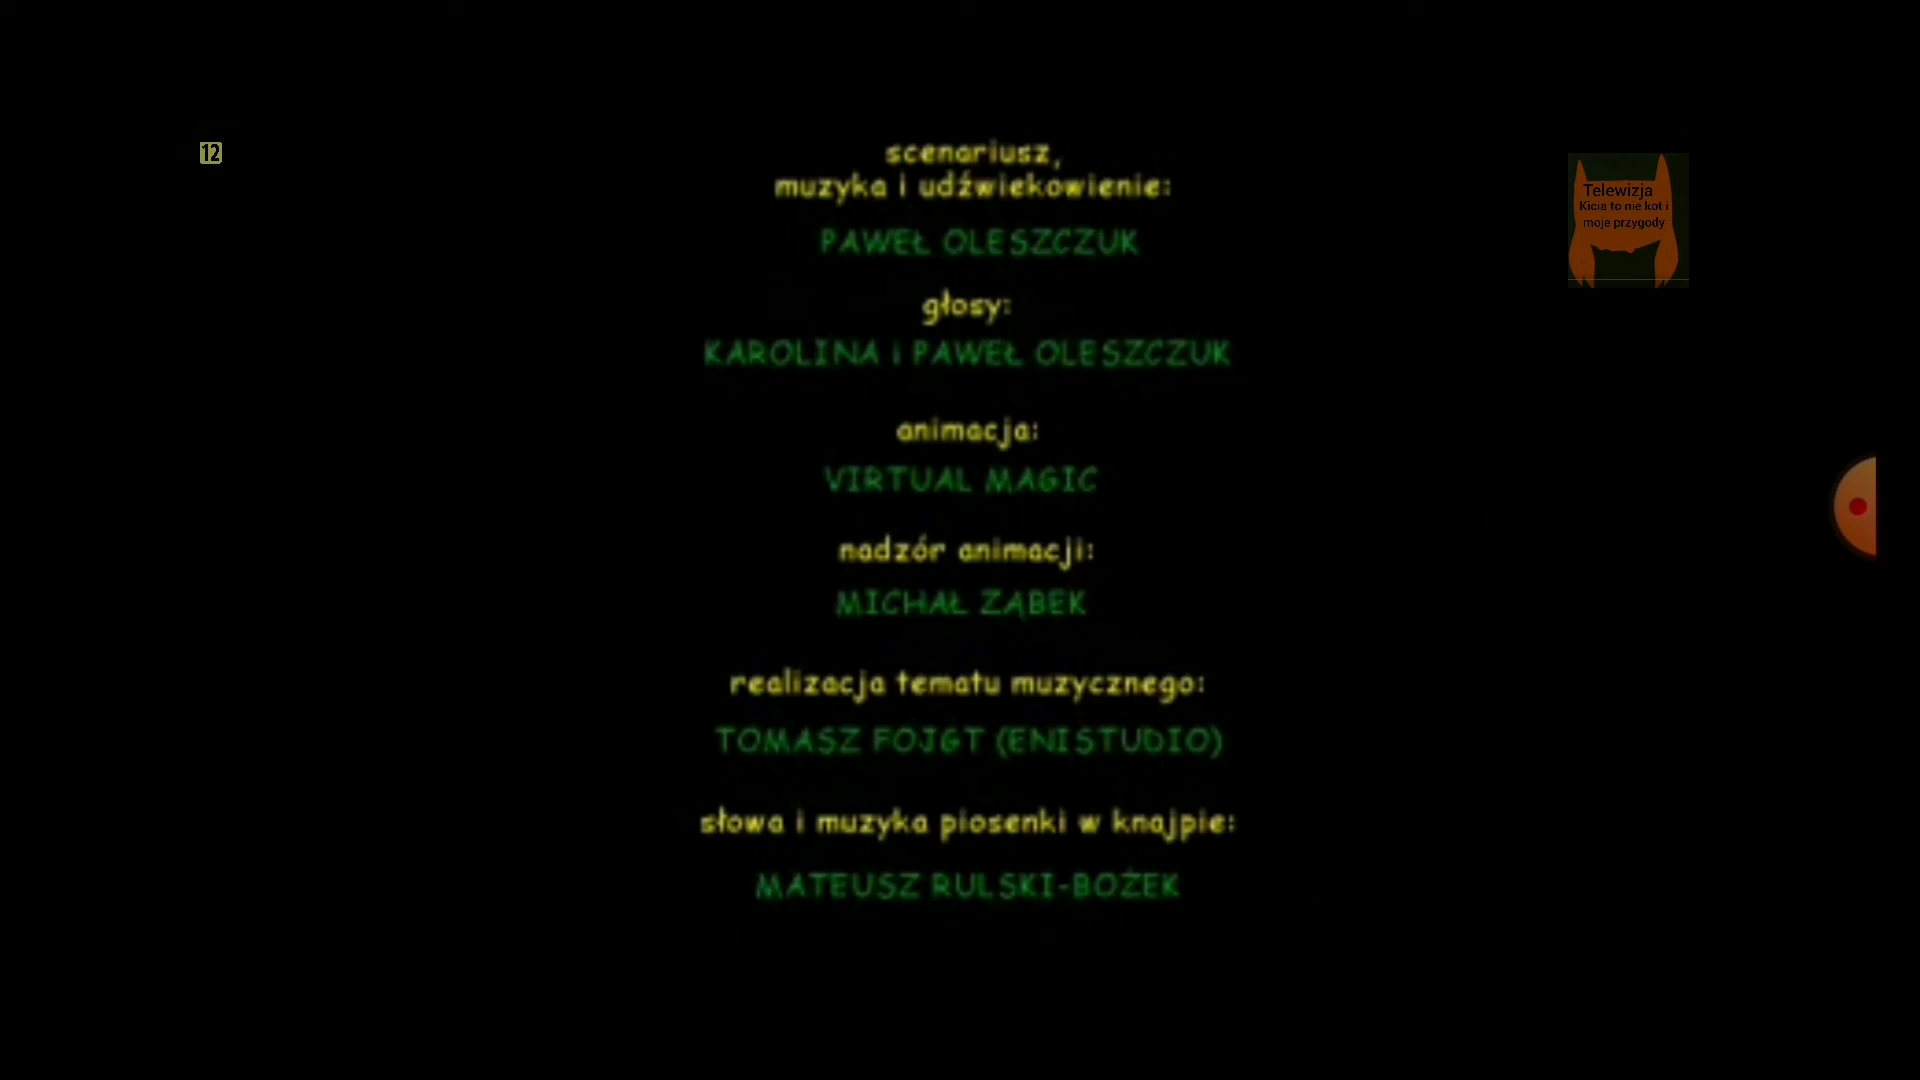 12
scenariusz,
muzyka i udźwiekowienie:
PAWEŁ OLESZCZUK
głosy:
KAROLINA i PAWEŁ OLESZCZUK
animacja:
VIRTUAL MAGIC
nadzór animacji:
MICHAŁ ZĄBEK
realizacja tematu muzycznego:
TOMASZ FOJGT (ENISTUDIO)
słowa i muzyka piosenki w knajpie:
MATEUSZ RULSKI-BOŻEK
Telewizja
Kicia to nie kot i
moje przygody